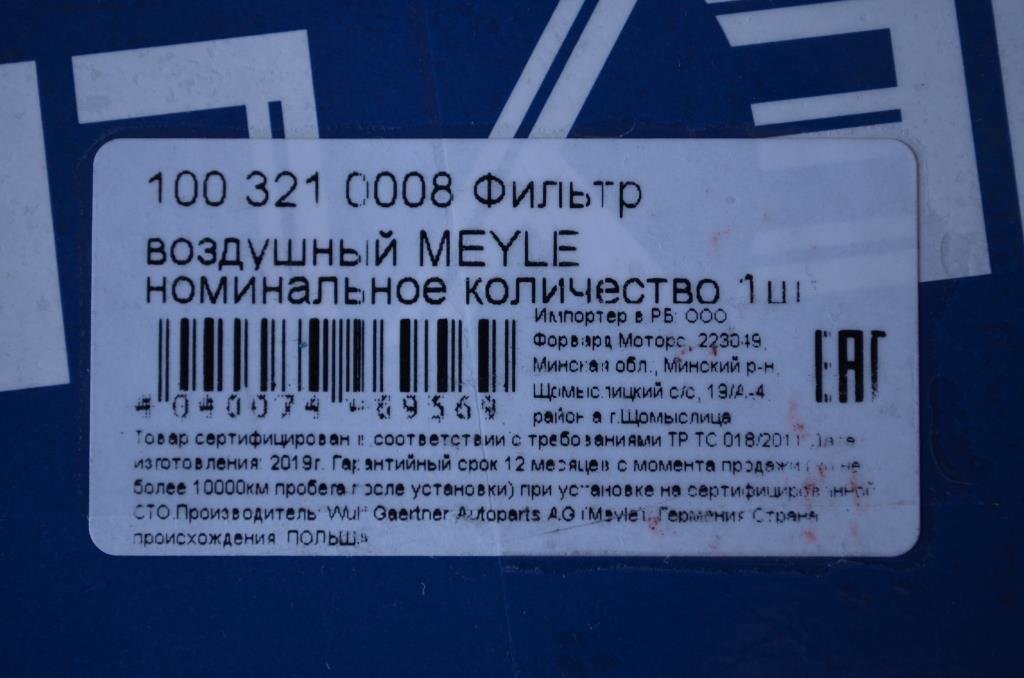 100 321 0008 Фильтр
воздушный MEYLE
номинальное количество 1шт
Импортер в РБ: ООО
Форвард Моторс, 223049,
Минская обл., Минский р-н,
Щомыслицкий с/с, 19/А-4,
район а г.Щомыслица
EAC
Товар сертифицирован в соответствии с требованиями ТР ТС 018/2011 Дата
изготовления: 2019г. Гарантийный срок 12 месяцев с момента продажи не
более 10000км пробега после установки) при установке на сертифицированной
СТО.Производитель: Wulf Gaertner Autoparts AG (Meyle), Германия Страна
происхождения ПОЛЬША